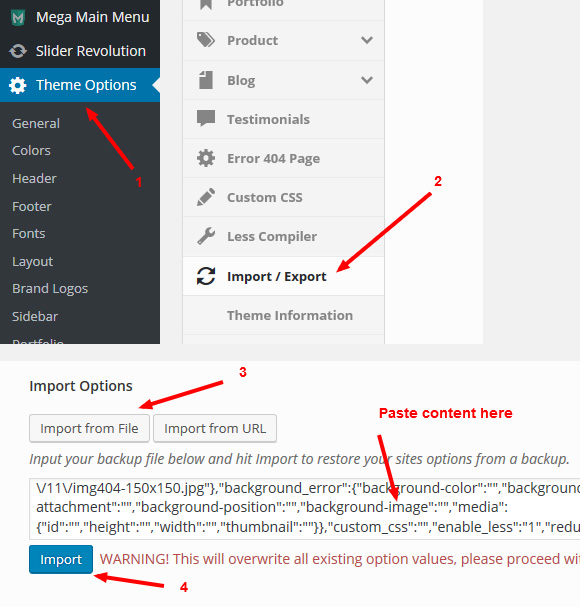 Mega Main Menu
Slider Revolution
Theme Options
General
Colors
Header
Footer
Fonts
Layout
Brand Logos
Sidebar
Portfolio
1
Portfolio
Product
Blog
Testimonials
Error 404 Page
Custom CSS
Less Compiler
Import / Export
Theme Information
2
Import Options
3
Import from File
Import from URL
Paste content here
Input your backup file below and hit Import to restore your sites options from a backup.
\/11\/img404-150x150.jpg"},"background_error":{"background-color":"","background
attachment":"","background-position":"","background-image":"","media":
{"id":"","height":"","width":"","thumbnail":""}},"custom_css":"","enable_less":"1","redu
Import
WARNING! This will overwrite all existing option values, please proceed wi
4